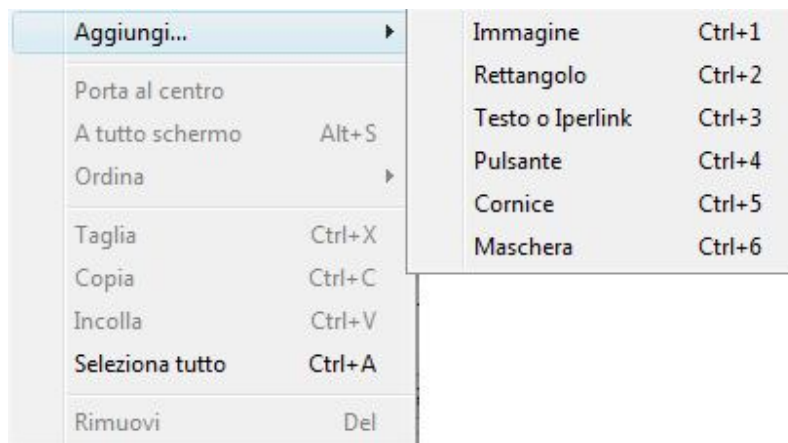 Aggiungi...
Porta al centro
A tutto schermo Alt+S
Ordina
Taglia Ctrl+X
Copia Ctrl+C
Incolla Ctrl+V
Seleziona tutto Ctrl+A
Rimuovi Del
Immagine Ctrl+1
Rettangolo Ctrl+2
Testo o Iperlink Ctrl+3
Pulsante Ctrl+4
Cornice Ctrl+5
Maschera Ctrl+6